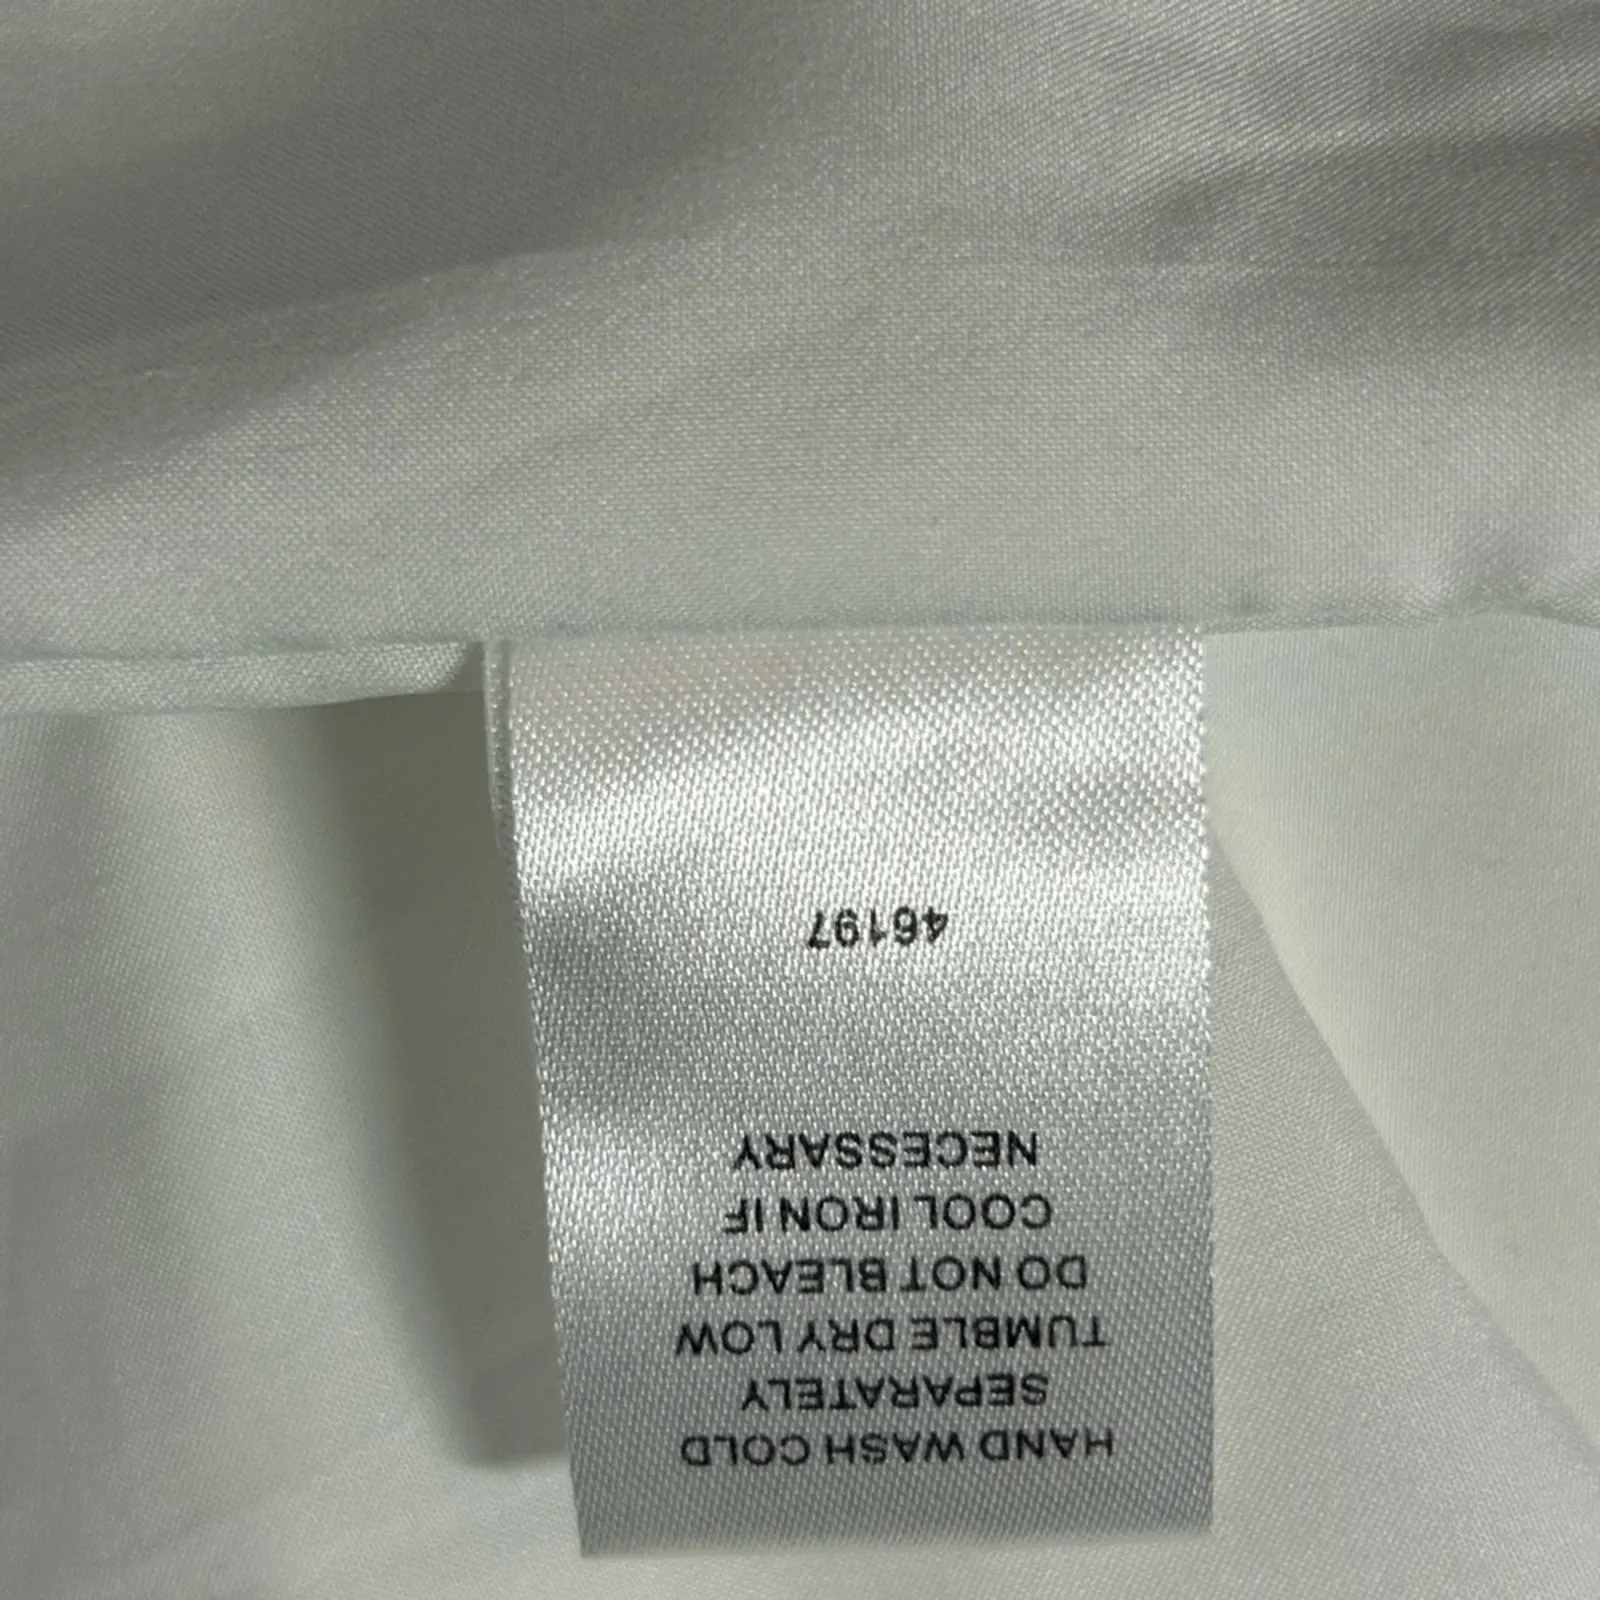 HAND WASH COLD
SEPARATELY
TUMBLE DRY LOW
DO NOT BLEACH
COOL IRON IF
NECESSARY
46197